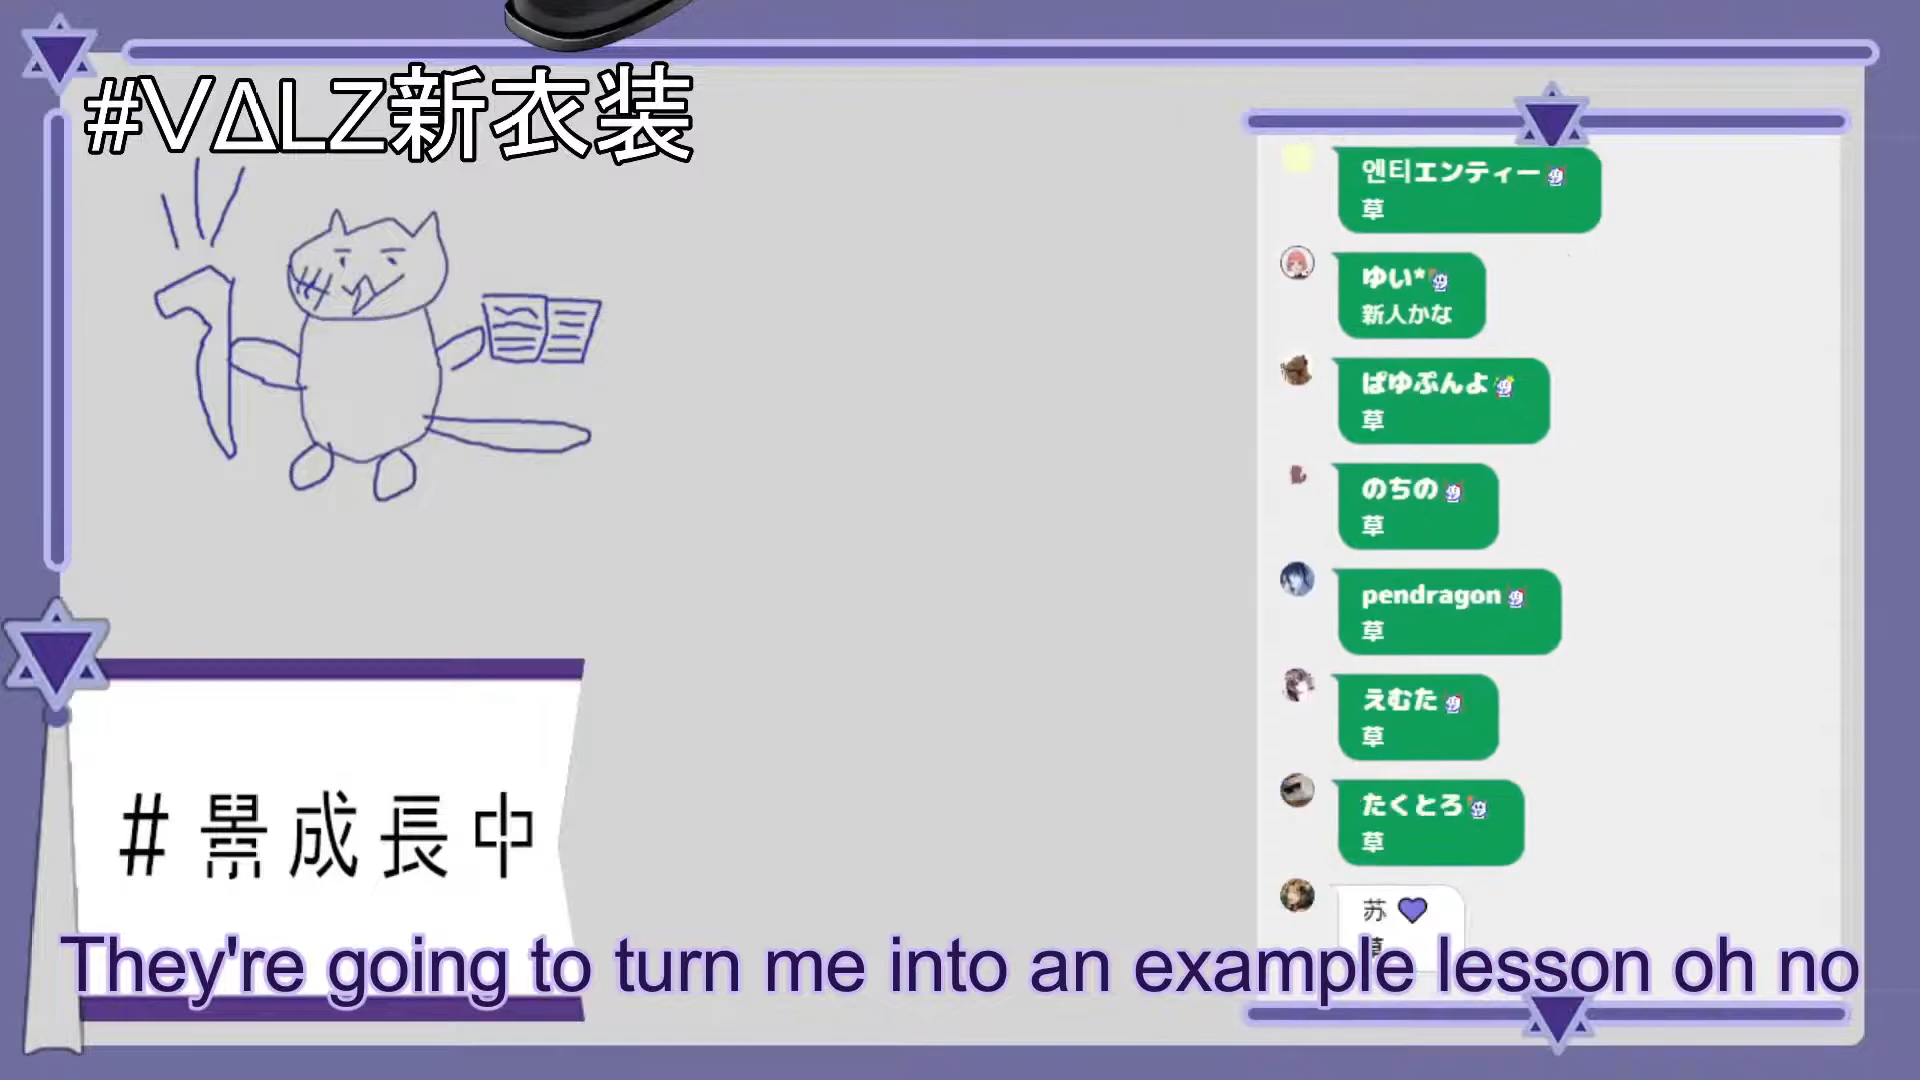 #VΔLZ新衣装
엔티エンティー
草
ゆい*
新人かな
ぱゆぷんよ
草
のちの
草
pendragon
草
えむた
草
たくとろ
草
苏
#景成長中
They're going to turn me into an example lesson oh no